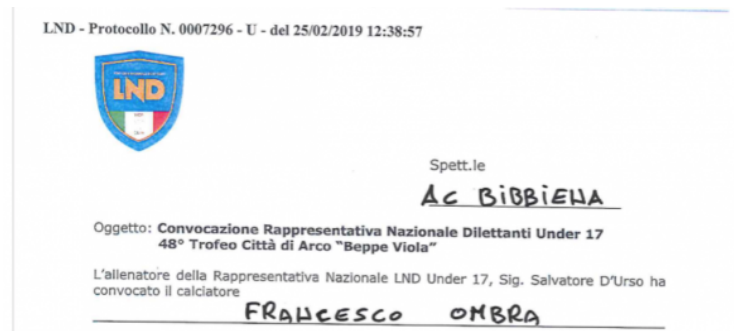 LND - Protocollo N. 0007296 - U - del 25/02/2019 12:38:57
LND
Spett.le
AC BIBBIENA
Oggetto: Convocazione Rappresentativa Nazionale Dilettanti Under 17
48° Trofeo Città di Arco "Beppe Viola"
L'allenatore della Rappresentativa Nazionale LND Under 17, Sig. Salvatore D'Urso ha
convocato il calciatore
FRANCESCO OMBRA